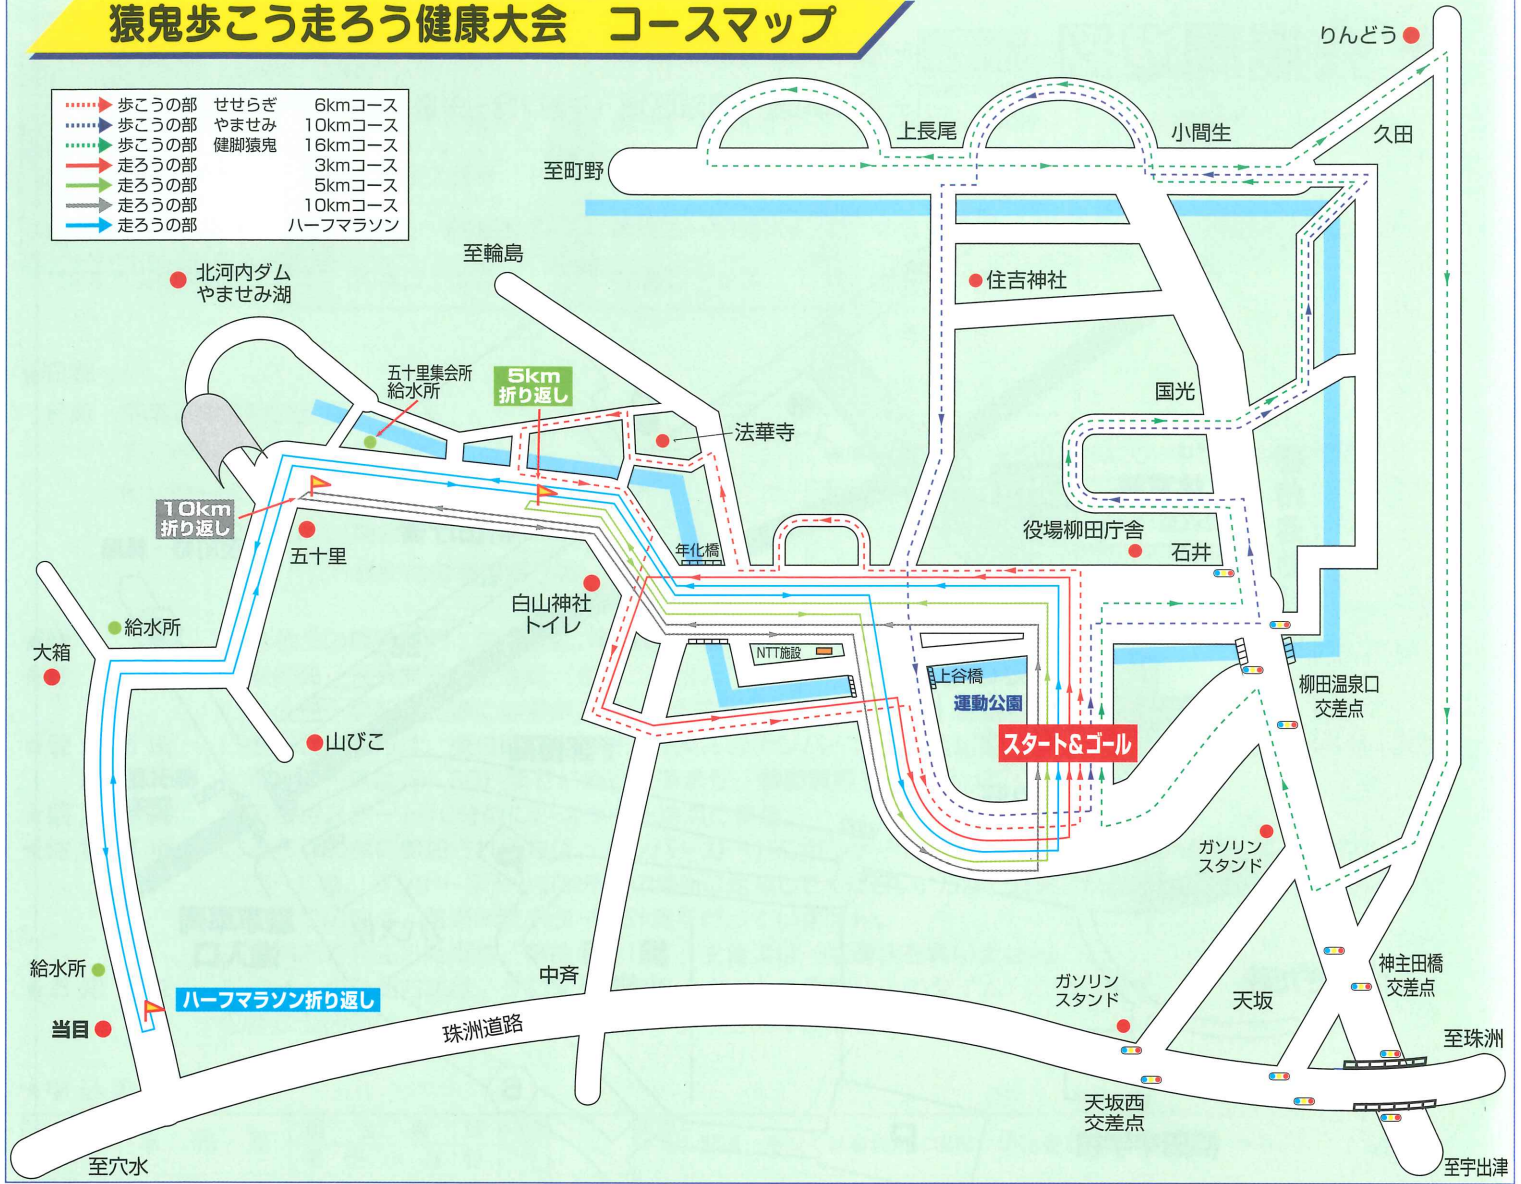 猿鬼歩こう走ろう健康大会 コースマップ
歩こうの部 せせらぎ 6kmコース
歩こうの部 やませみ 10kmコース
歩こうの部 健脚猿鬼 16kmコース
走ろうの部 3kmコース
走ろうの部 5kmコース
走ろうの部 10kmコース
走ろうの部 ハーフマラソン
りんどう
上長尾
小間生
久田
至町野
至輪島
北河内ダム
やませみ湖
住吉神社
五十里集会所
給水所
5km
折り返し
国光
法華寺
10km
折り返し
五十里
役場柳田庁舎
石井
年化橋
白山神社
トイレ
給水所
大箱
NTT施設
上谷橋
運動公園
柳田温泉口
交差点
山びこ
スタート&ゴール
ガソリン
スタンド
給水所
ハーフマラソン折り返し
当目
中斉
珠洲道路
ガソリン
スタンド
天坂
神主田橋
交差点
至珠洲
天坂西
交差点
至穴水
至宇出津